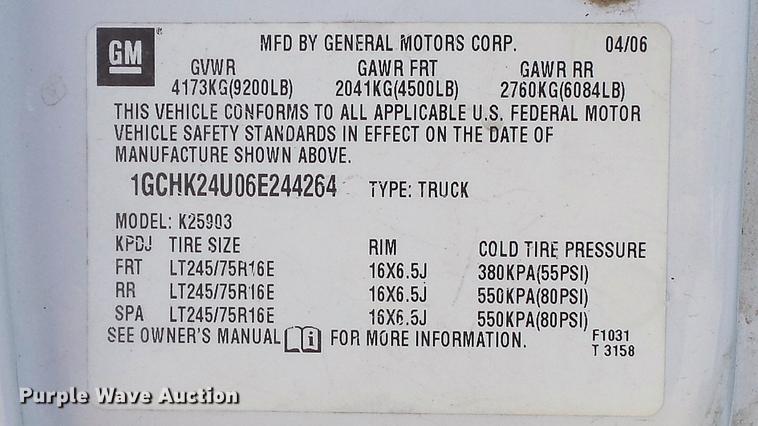 GM
MFD BY GENERAL MOTORS CORP. 04/06
GVWR GAWR FRT GAWR RR
4173KG(9200LB) 2041KG(4500LB) 2760KG(6084LB)
THIS VEHICLE CONFORMS TO ALL APPLICABLE U.S. FEDERAL MOTOR
VEHICLE SAFETY STANDARDS IN EFFECT ON THE DATE OF
MANUFACTURE SHOWN ABOVE.
1GCHK24U06E244264 TYPE: TRUCK
MODEL: K25903
KPDJ TIRE SIZE RIM COLD TIRE PRESSURE
FRT LT245/75R16E 16X6.5J 380KPA(55PSI)
RR LT245/75R16E 16X6.5J 550KPA(80PSI)
SPA LT245/75R16E 16X6.5J 550KPA(80PSI)
SEE OWNER'S MANUAL i FOR MORE INFORMATION. F1031
T 3158
Purple Wave Auction